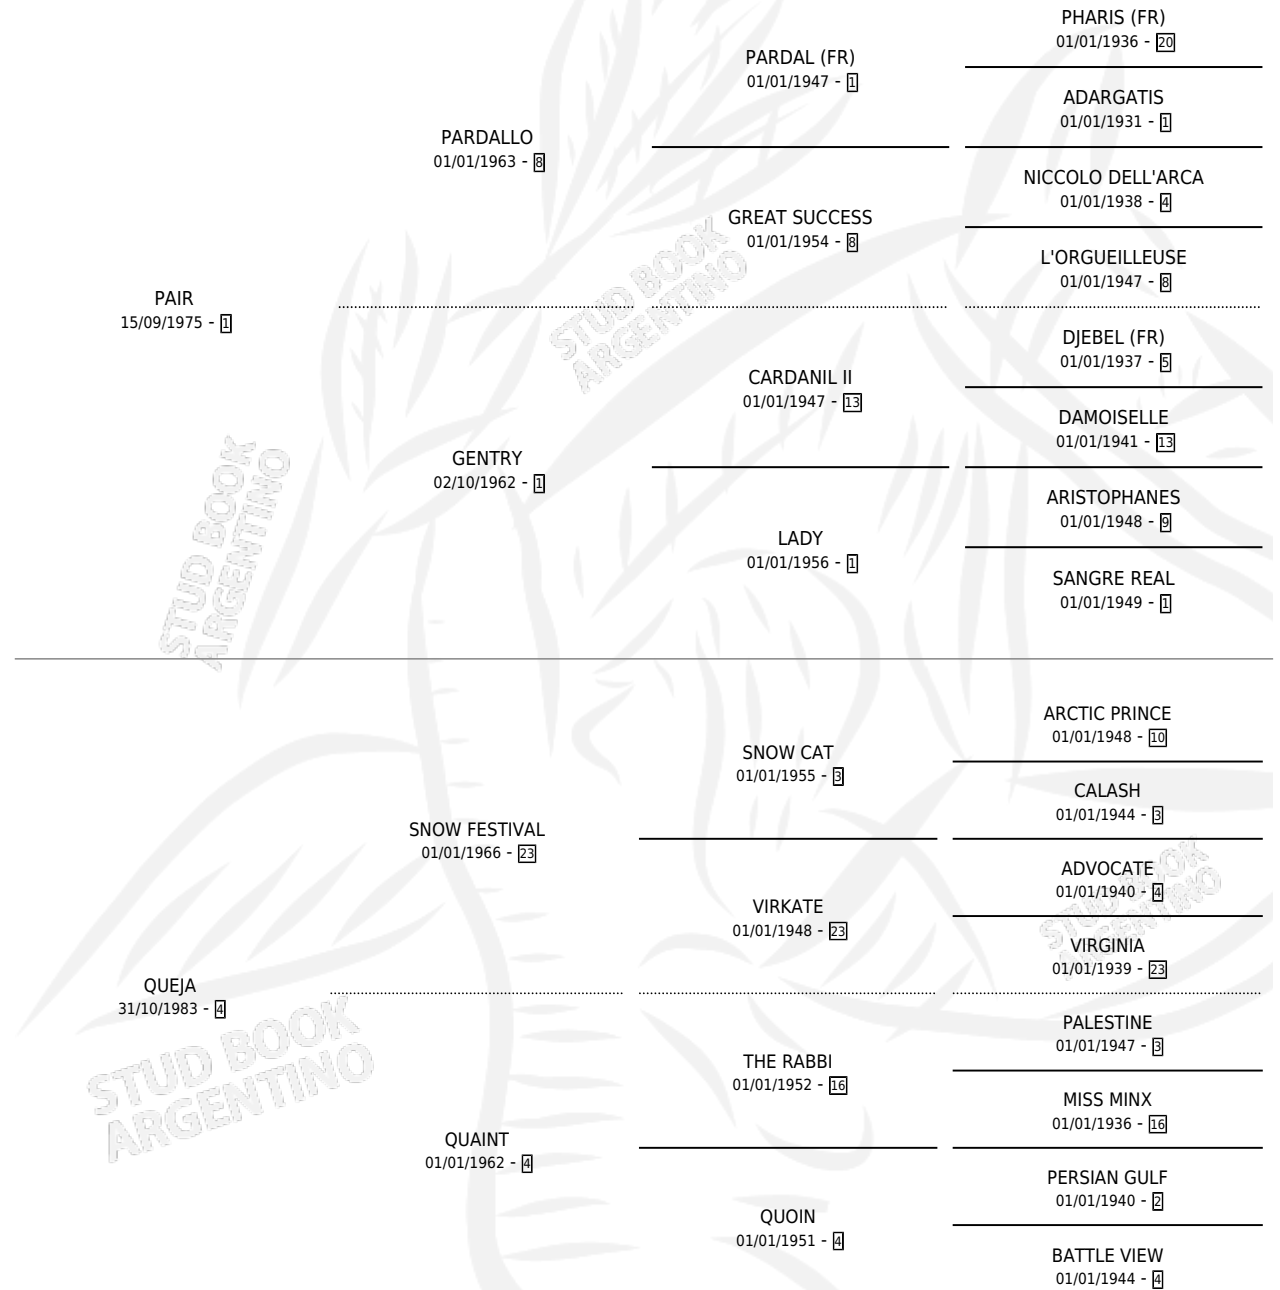 PHARIS (FR)
01/01/1936 - 20
PARDAL (FR)
01/01/1947 - 1
ADARGATIS
01/01/1931 - 1
PARDALLO
01/01/1963 - 8
NICCOLO DELL'ARCA
01/01/1938 - 4
GREAT SUCCESS
01/01/1954 - 8
L'ORGUEILLEUSE
01/01/1947 - 8
PAIR
15/09/1975 - 1
DJEBEL (FR)
01/01/1937 - 5
CARDANIL II
01/01/1947 - 13
DAMOISELLE
01/01/1941 - 13
GENTRY
02/10/1962 - 1
ARISTOPHANES
01/01/1948 - 9
LADY
01/01/1956 - 1
SANGRE REAL
01/01/1949 - 1
ARCTIC PRINCE
01/01/1948 - 10
SNOW CAT
01/01/1955 - 3
CALASH
01/01/1944 - 3
SNOW FESTIVAL
01/01/1966 - 23
ADVOCATE
01/01/1940 - 4
VIRKATE
01/01/1948 - 23
VIRGINIA
01/01/1939 - 23
QUEJA
31/10/1983 - 4
PALESTINE
01/01/1947 - 3
THE RABBI
01/01/1952 - 16
MISS MINX
01/01/1936 - 16
QUAINT
01/01/1962 - 4
PERSIAN GULF
01/01/1940 - 2
QUOIN
01/01/1951 - 4
BATTLE VIEW
01/01/1944 - 4
STUD BOOK
ARGENTINO
STUD BOOK
ARGENTINO
STUD BOOK
ARGENTINO
STUD BOOK
ARGENTINO